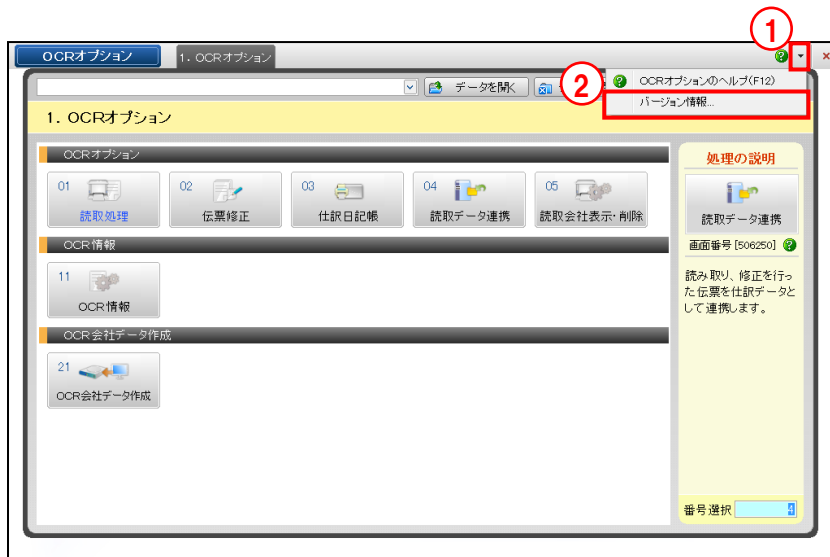 ①
OCRオプション
1. OCRオプション
データを開く
②
OCRオプションのヘルプ(F12)
バージョン情報...
1. OCRオプション
OCRオプション
01
読取処理
02
伝票修正
03
仕訳日記帳
04
読取データ連携
05
読取会社表示・削除
OCR情報
11
OCR情報
OCR会社データ作成
21
OCR会社データ作成
処理の説明
読取データ連携
画面番号 [506250]
読み取り、修正を行っ
た伝票を仕訳データと
して連携します。
番号選択 4